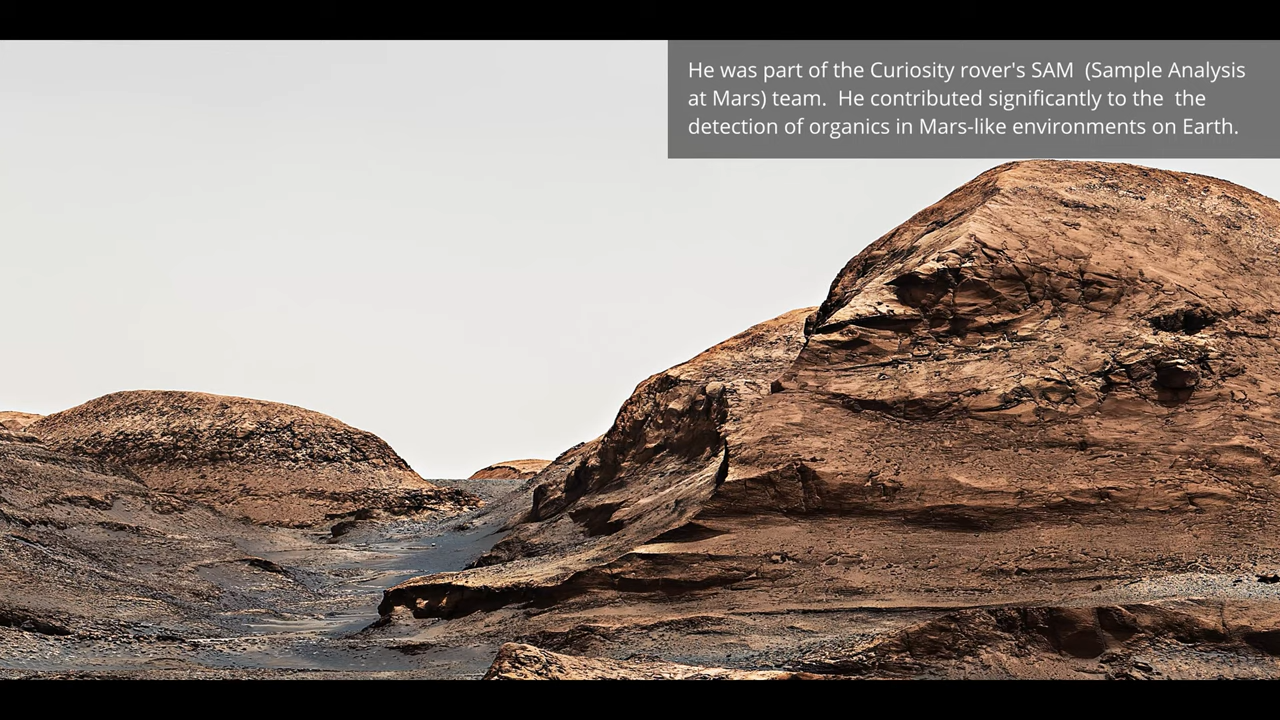 He was part of the Curiosity rover's SAM  (Sample Analysis
at Mars) team.  He contributed significantly to the  the
detection of organics in Mars-like environments on Earth.